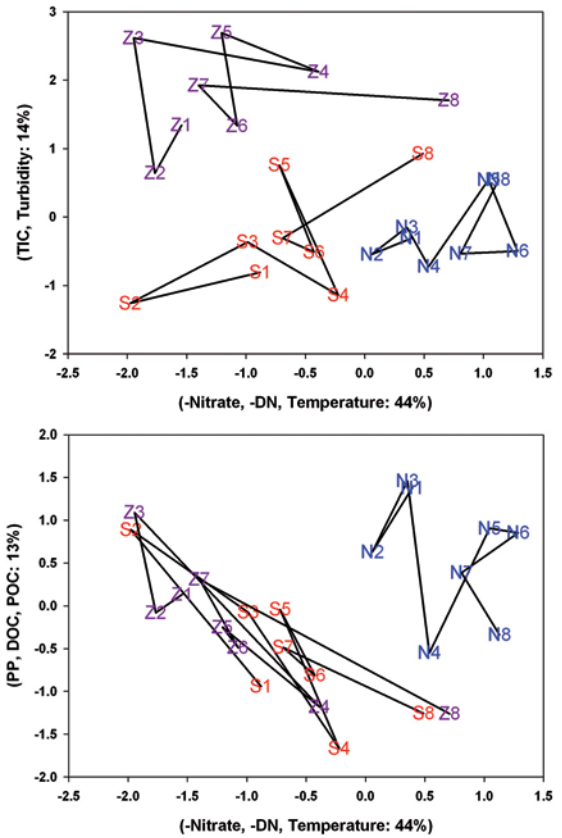 3
2
1
0
-1
-2
(TIC, Turbidity: 14%)
Z3 Z5
Z4
Z7 Z8
Z1 Z6
Z2
S8
S5
N5 N8
N3
S7 N1
S3 S6 N2 N7 N6
N4
S1
S2 S4
-2.5 -2.0 -1.5 -1.0 -0.5 0.0 0.5 1.0 1.5
(-Nitrate, -DN, Temperature: 44%)
2.0
1.5
1.0
0.5
0.0
-0.5
-1.0
-1.5
-2.0
(PP, DOC, POC: 13%)
N3
N1
Z3
S2 N5 N6
N2
Z7 N7
Z1
Z2 S3 S5
Z5 N8
Z6 S7 N4
S6
S1
Z4
S8 Z8
S4
-2.5 -2.0 -1.5 -1.0 -0.5 0.0 0.5 1.0 1.5
(-Nitrate, -DN, Temperature: 44%)